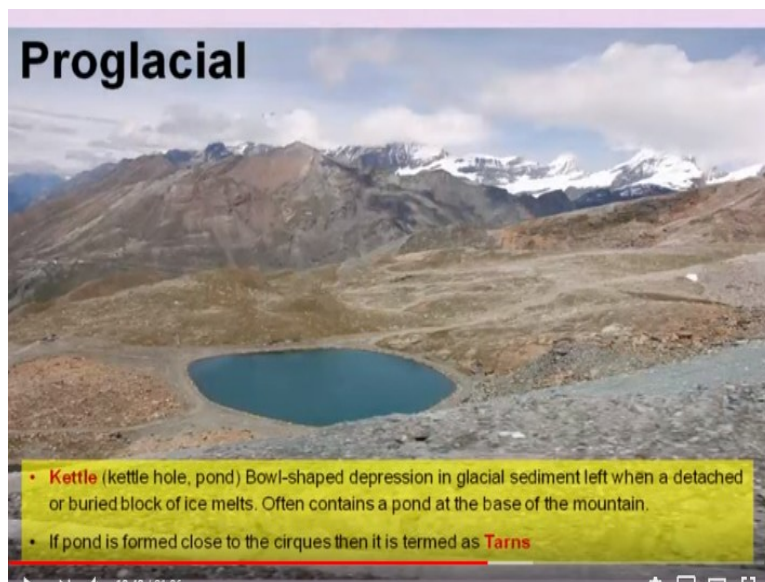 Proglacial
• Kettle (kettle hole, pond) Bowl-shaped depression in glacial sediment left when a detached
or buried block of ice melts. Often contains a pond at the base of the mountain.
• If pond is formed close to the cirques then it is termed as Tarns